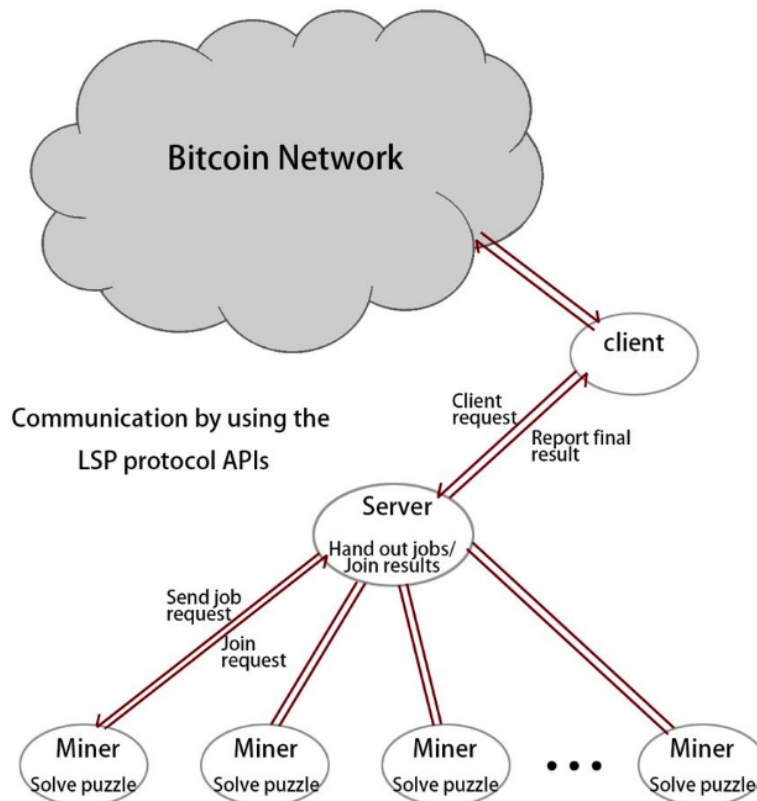 Bitcoin Network
client
Client
request
Report final
result
Communication by using the
LSP protocol APIs
Server
Hand out jobs/
Join results
Send job
request
Join
request
Miner
Solve puzzle
Miner
Solve puzzle
Miner
Solve puzzle
Miner
Solve puzzle